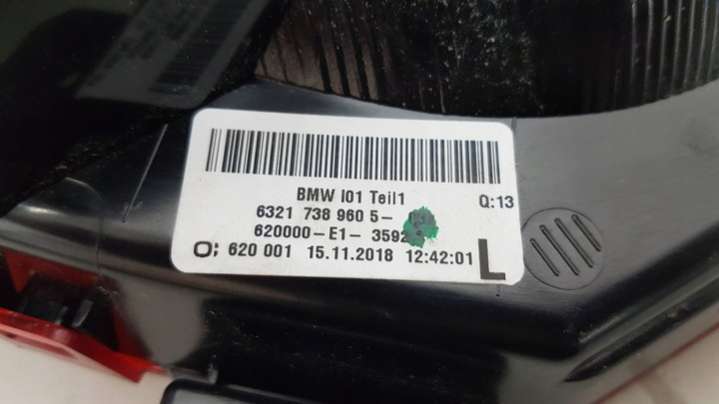 BMW I01 Teil1 Q:13
6321 738 960 5-
620000-E1-3592
O; 620 001 15.11.2018 12:42:01 L